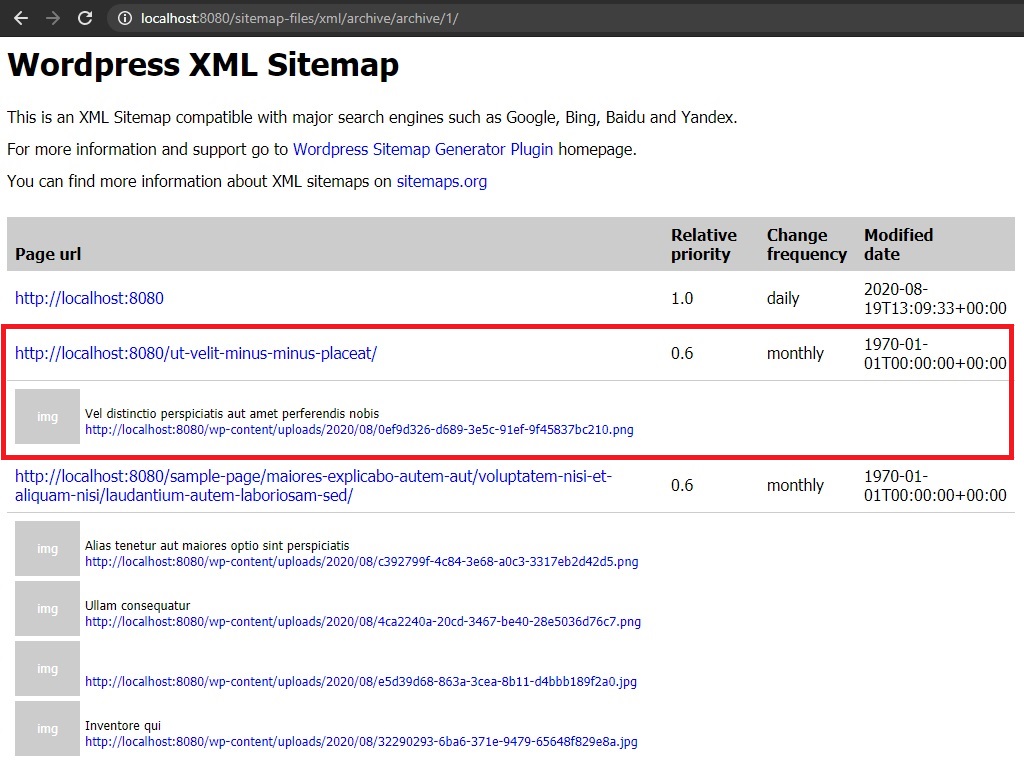 localhost:8080/sitemap-files/xml/archive/archive/1/
Wordpress XML Sitemap
This is an XML Sitemap compatible with major search engines such as Google, Bing, Baidu and Yandex.
For more information and support go to Wordpress Sitemap Generator Plugin homepage.
You can find more information about XML sitemaps on sitemaps.org
Page url
Relative priority
Change frequency
Modified date
http://localhost:8080
1.0
daily
2020-08-
19T13:09:33+00:00
http://localhost:8080/ut-velit-minus-minus-placeat/
0.6
monthly
1970-01-
01T00:00:00+00:00
img
Vel distinctio perspiciatis aut amet perferendis nobis
http://localhost:8080/wp-content/uploads/2020/08/0ef9d326-d689-3e5c-91ef-9f45837bc210.png
http://localhost:8080/sample-page/maiores-explicabo-autem-aut/voluptatem-nisi-et-
aliquam-nisi/laudantium-autem-laboriosam-sed/
0.6
monthly
1970-01-
01T00:00:00+00:00
img
Alias tenetur aut maiores optio sint perspiciatis
http://localhost:8080/wp-content/uploads/2020/08/c392799f-4c84-3e68-a0c3-3317eb2d42d5.png
img
Ullam consequatur
http://localhost:8080/wp-content/uploads/2020/08/4ca2240a-20cd-3467-be40-28e5036d76c7.png
img
http://localhost:8080/wp-content/uploads/2020/08/e5d39d68-863a-3cea-8b11-d4bbb189f2a0.jpg
img
Inventore qui
http://localhost:8080/wp-content/uploads/2020/08/32290293-6ba6-371e-9479-65648f829e8a.jpg